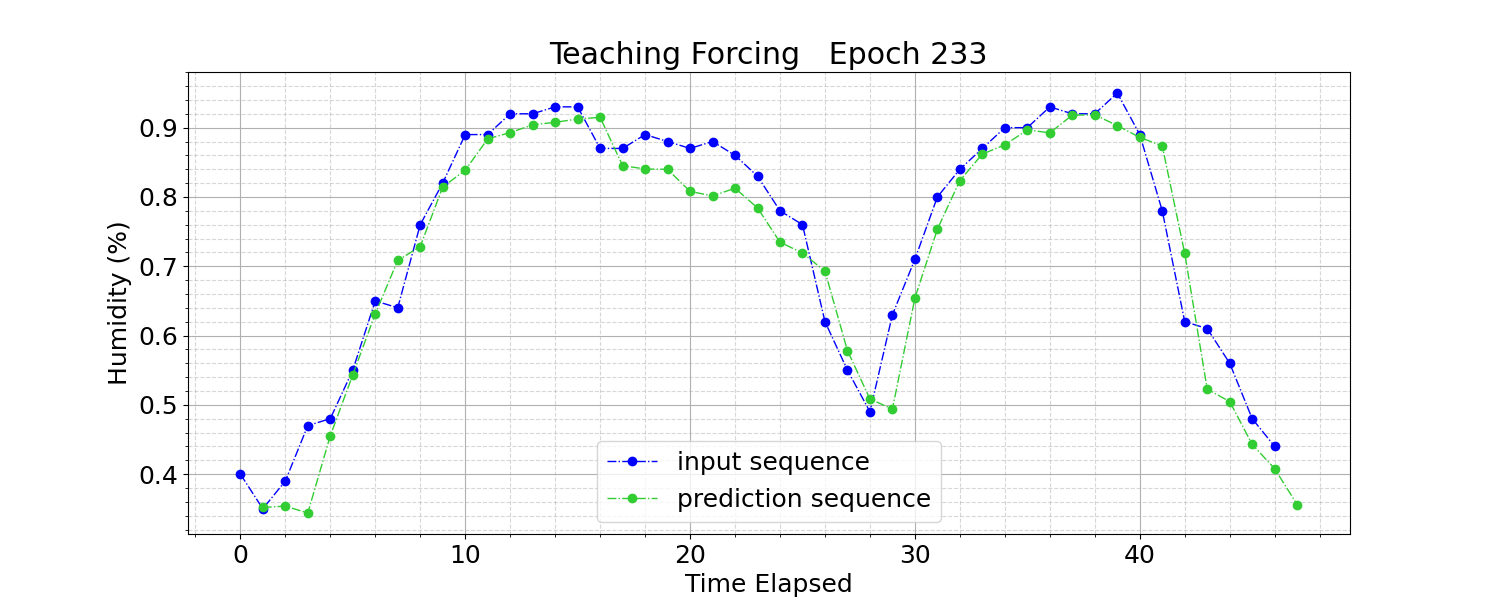 Teaching Forcing   Epoch 233
Humidity (%)
0.9
0.8
0.7
0.6
0.5
0.4
input sequence
prediction sequence
0 10 20 30 40
Time Elapsed